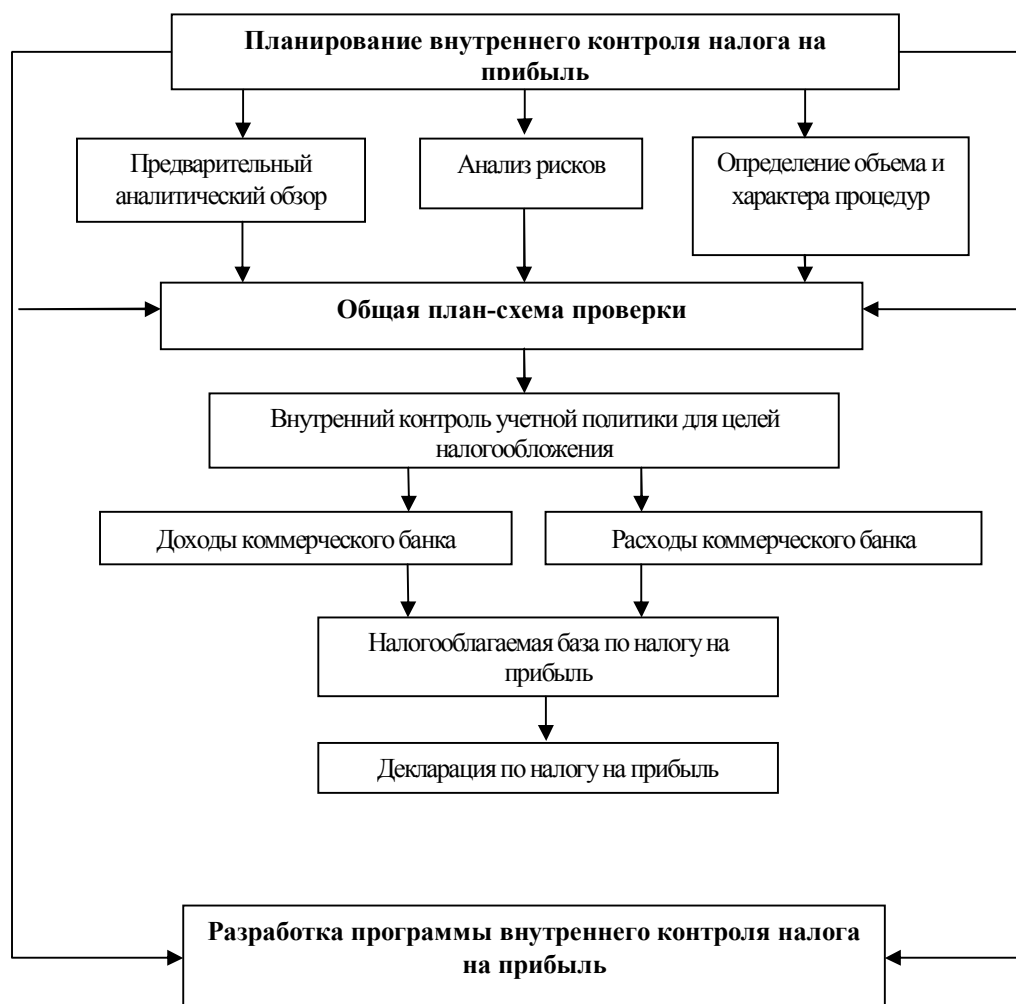 Планирование внутреннего контроля налога на
прибыль
Предварительный
аналитический обзор
Анализ рисков
Определение объема и
характера процедур
Общая план-схема проверки
Внутренний контроль учетной политики для целей
налогообложения
Доходы коммерческого банка
Расходы коммерческого банка
Налогооблагаемая база по налогу на
прибыль
Декларация по налогу на прибыль
Разработка программы внутреннего контроля налога
на прибыль